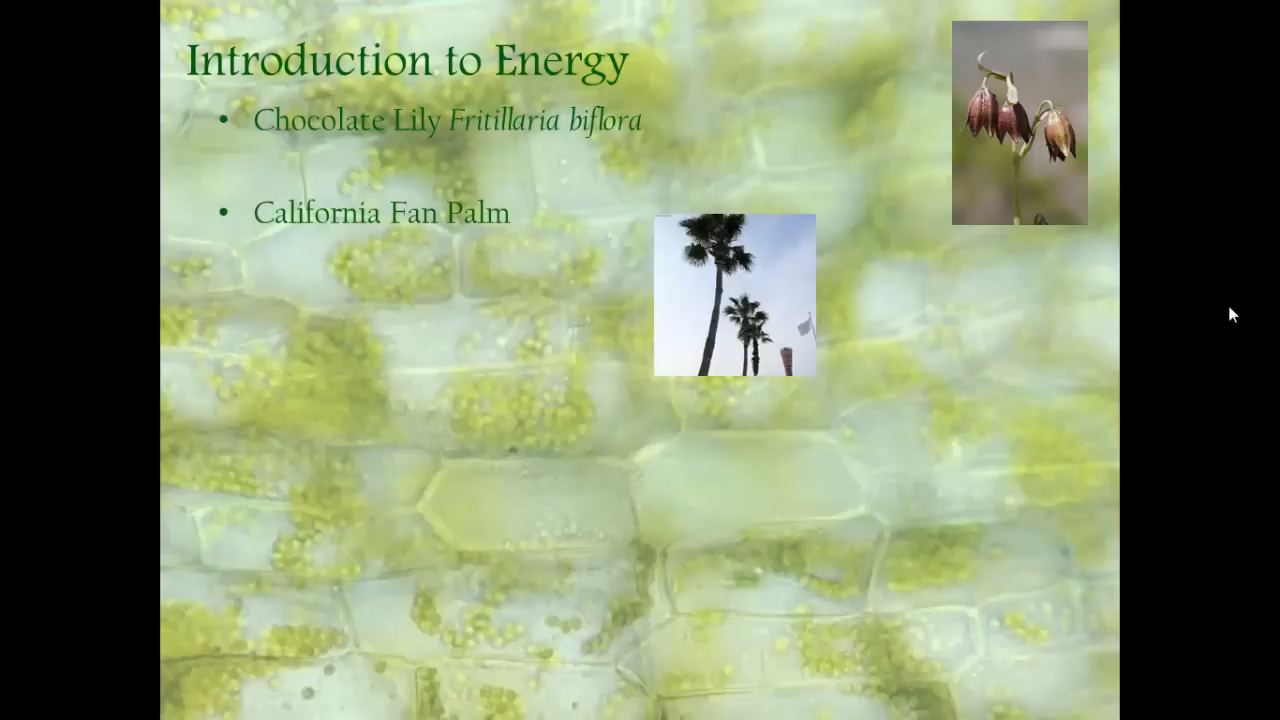 Introduction to Energy
• Chocolate Lily Fritillaria biflora
• California Fan Palm